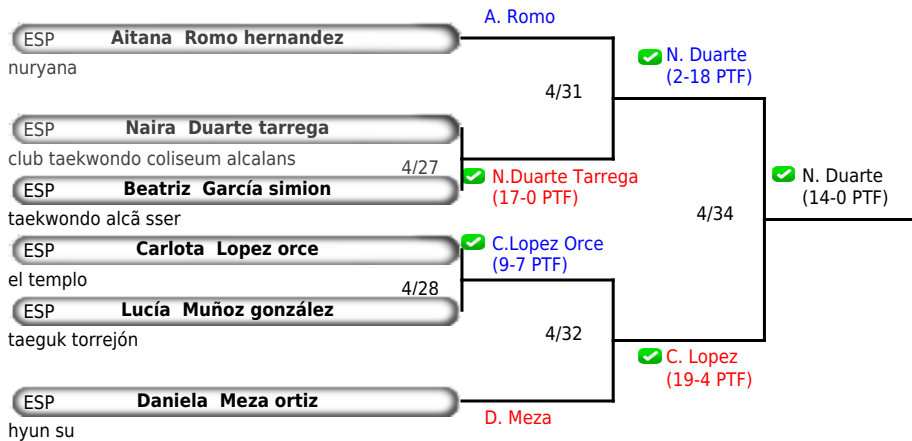 A. Romo
ESP Aitana Romo hernandez
nuryana
N. Duarte
(2-18 PTF)
4/31
ESP Naira Duarte tarrega
club taekwondo coliseum alcalans
4/27
N.Duarte Tarrega
(17-0 PTF)
ESP Beatriz García simion
taekwondo alcã sser
N. Duarte
(14-0 PTF)
4/34
ESP Carlota Lopez orce
el templo
C.Lopez Orce
(9-7 PTF)
4/28
ESP Lucía Muñoz gonzález
taeguk torrejón
4/32
C. Lopez
(19-4 PTF)
ESP Daniela Meza ortiz
hyun su
D. Meza